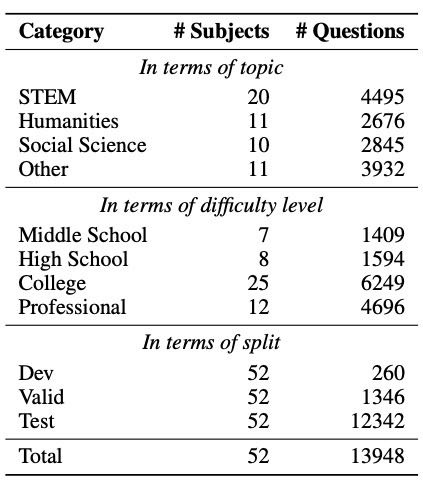 Category # Subjects # Questions
In terms of topic
STEM 20 4495
Humanities 11 2676
Social Science 10 2845
Other 11 3932
In terms of difficulty level
Middle School 7 1409
High School 8 1594
College 25 6249
Professional 12 4696
In terms of split
Dev 52 260
Valid 52 1346
Test 52 12342
Total 52 13948